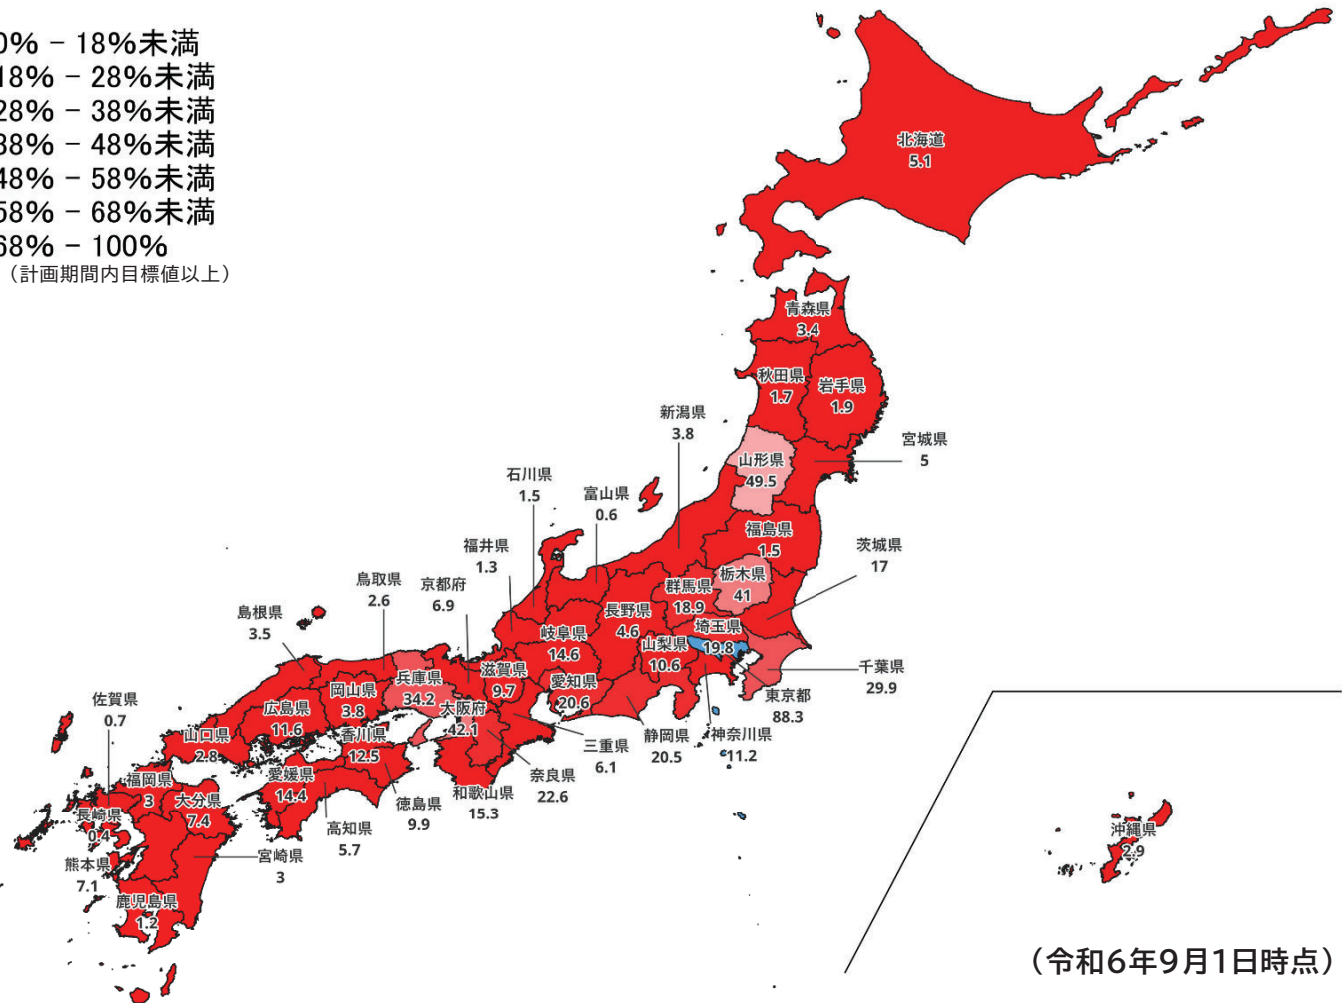 0% － 18%未満
18% － 28%未満
28% － 38%未満
38% － 48%未満
48% － 58%未満
58% － 68%未満
68% － 100%
（計画期間内目標値以上）
北海道
5.1
青森県
3.4
秋田県
1.7
岩手県
1.9
新潟県
3.8
宮城県
5
山形県
49.5
石川県
1.5
富山県
0.6
福島県
1.5
茨城県
17
福井県
1.3
栃木県
41
群馬県
18.9
鳥取県
2.6
京都府
6.9
長野県
4.6
埼玉県
19.8
島根県
3.5
岐阜県
14.6
山梨県
10.6
千葉県
29.9
滋賀県
9.7
愛知県
20.6
東京都
88.3
兵庫県
34.2
岡山県
3.8
佐賀県
0.7
広島県
11.6
大阪府
42.1
静岡県
20.5
神奈川県
11.2
山口県
2.8
香川県
12.5
三重県
6.1
奈良県
22.6
福岡県
3
愛媛県
14.4
和歌山県
15.3
徳島県
9.9
大分県
7.4
長崎県
0.4
高知県
5.7
熊本県
7.1
宮崎県
3
鹿児島県
1.2
沖縄県
2.9
（令和6年9月1日時点）